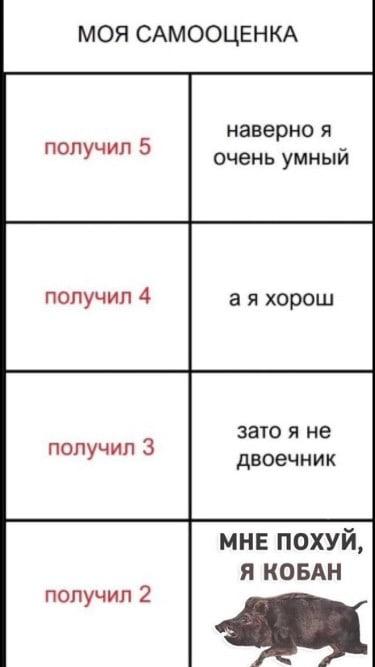 МОЯ САМООЦЕНКА
получил 5
наверно я
очень умный
получил 4
а я хорош
получил 3
зато я не
двоечник
получил 2
МНЕ ПОХУЙ,
Я КОБАН